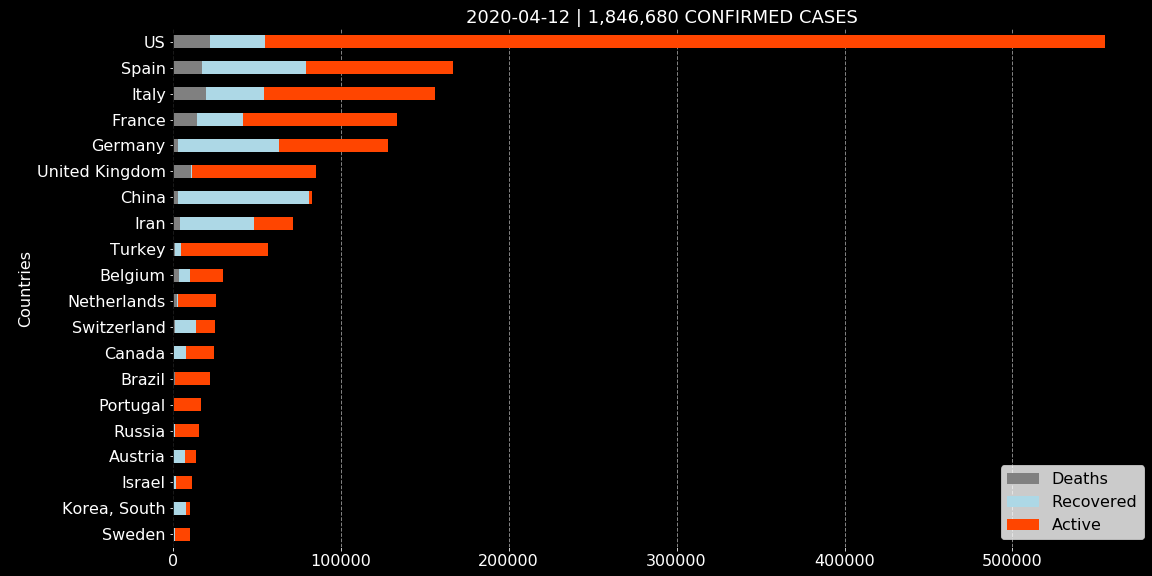 2020-04-12 | 1,846,680 CONFIRMED CASES
Countries
US
Spain
Italy
France
Germany
United Kingdom
China
Iran
Turkey
Belgium
Netherlands
Switzerland
Canada
Brazil
Portugal
Russia
Austria
Israel
Korea, South
Sweden
0 100000 200000 300000 400000 500000
Deaths
Recovered
Active